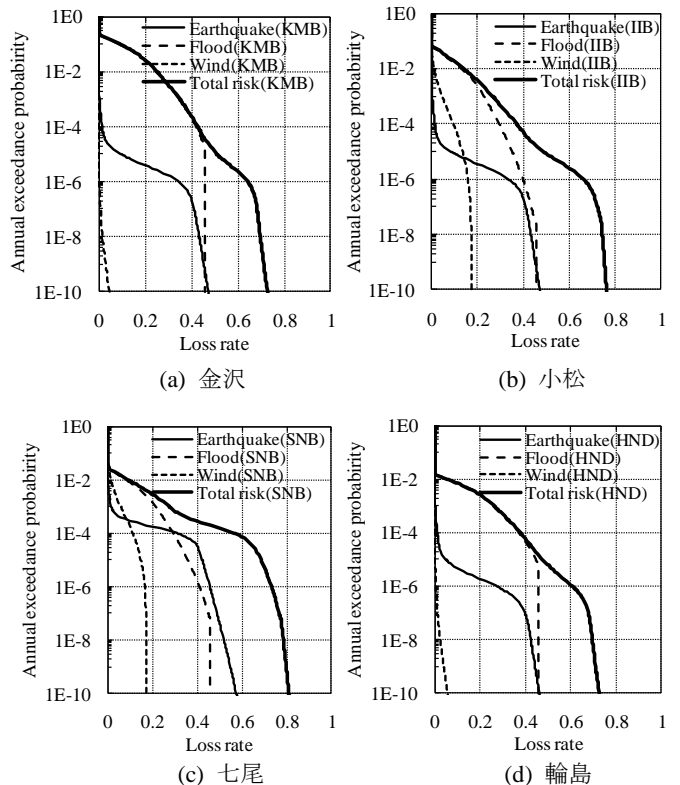 Annual exceedance probabirity
1E0
1E-2
1E-4
1E-6
1E-8
1E-10
Earthquake(KMB)
Flood(KMB)
Wind(KMB)
Total risk(KMB)
0 0.2 0.4 0.6 0.8 1
Loss rate
(a) 金沢
Annual exceedance probabirity
1E0
1E-2
1E-4
1E-6
1E-8
1E-10
Earthquake(IIB)
Flood(IIB)
Wind(IIB)
Total risk(IIB)
0 0.2 0.4 0.6 0.8 1
Loss rate
(b) 小松
Annual exceedance probabirity
1E0
1E-2
1E-4
1E-6
1E-8
1E-10
Earthquake(SNB)
Flood(SNB)
Wind(SNB)
Total risk(SNB)
0 0.2 0.4 0.6 0.8 1
Loss rate
(c) 七尾
Annual exceedance probabirity
1E0
1E-2
1E-4
1E-6
1E-8
1E-10
Earthquake(HND)
Flood(HND)
Wind(HND)
Total risk(HND)
0 0.2 0.4 0.6 0.8 1
Loss rate
(d) 輪島